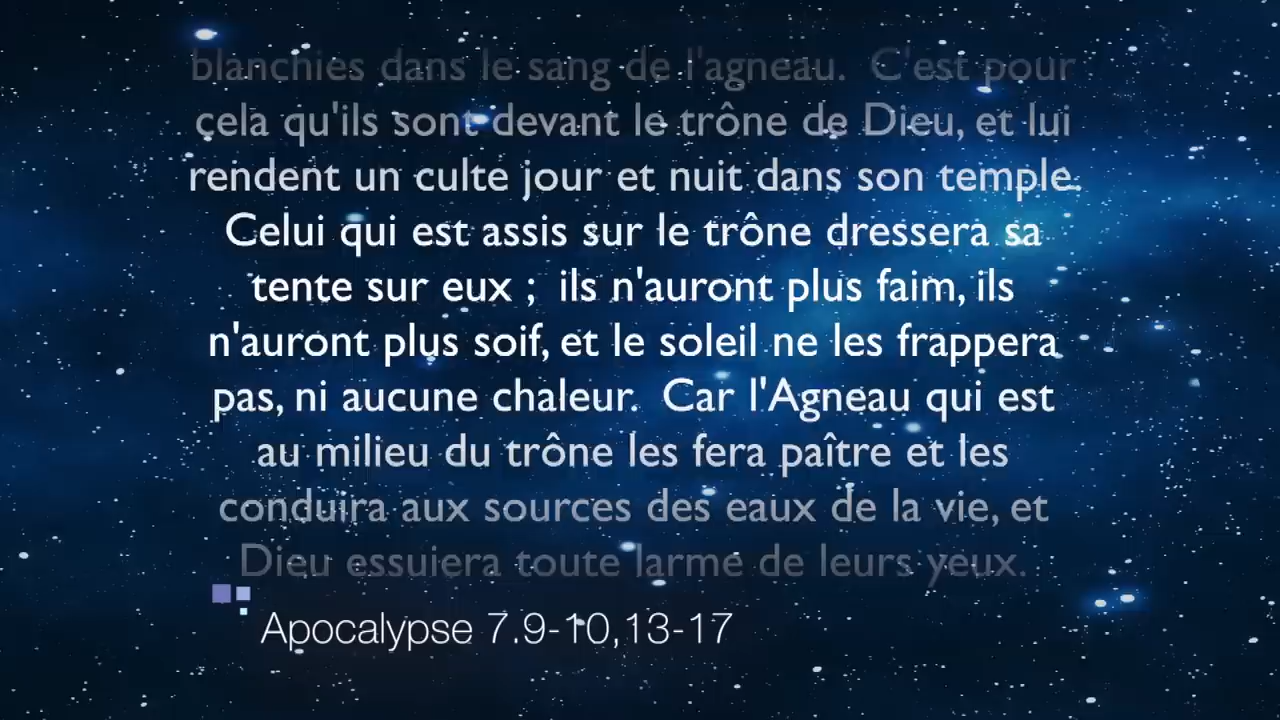 blanchies dans le sang de l'agneau.  C'est pour
cela qu'ils sont devant le trône de Dieu, et lui
rendent un culte jour et nuit dans son temple.
Celui qui est assis sur le trône dressera sa
tente sur eux ;  ils n'auront plus faim, ils
n'auront plus soif, et le soleil ne les frappera
pas, ni aucune chaleur.  Car l'Agneau qui est
au milieu du trône les fera paître et les
conduira aux sources des eaux de la vie, et
Dieu essuiera toute larme de leurs yeux.
Apocalypse 7.9-10,13-17